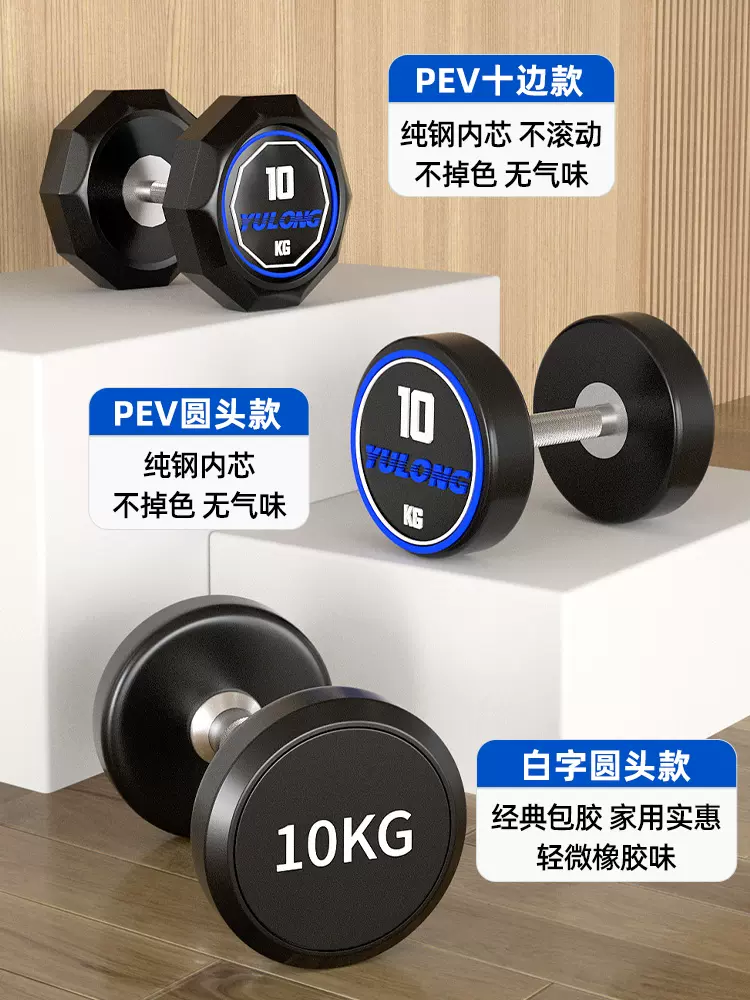 PEV十边款
纯钢内芯 不滚动
不掉色 无气味
10
YULONG
KG
PEV圆头款
纯钢内芯
不掉色 无气味
10
YULONG
KG
白字圆头款
经典包胶 家用实惠
轻微橡胶味
10KG